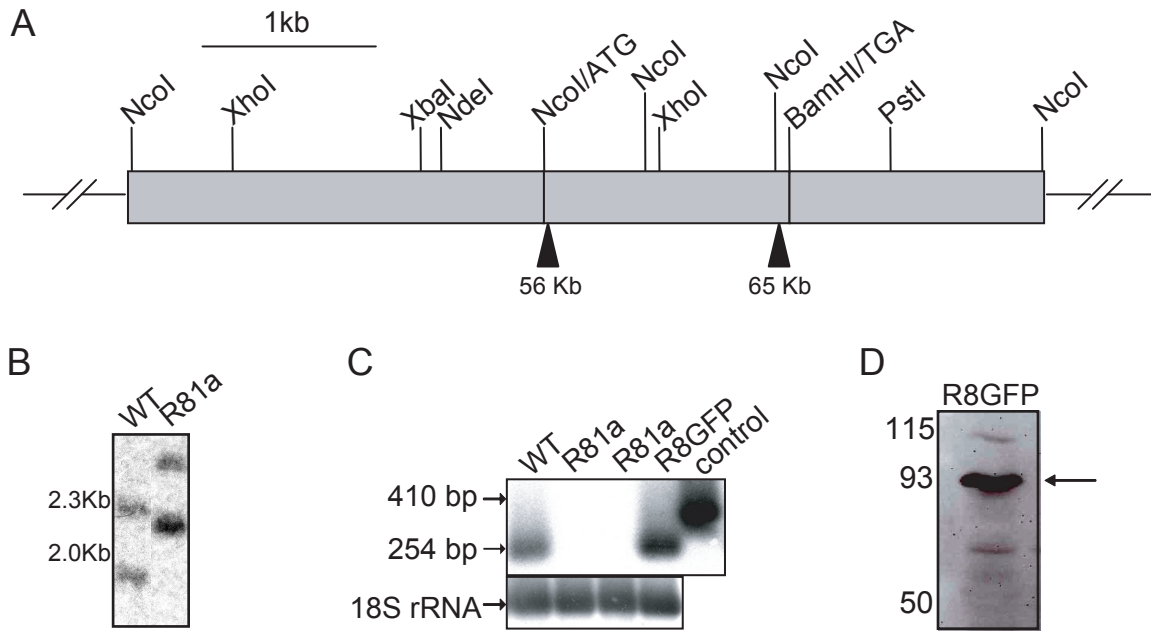 A
1kb
NcoI
XhoI
XbaI
NdeI
NcoI/ATG
NcoI
XhoI
NcoI
BamHI/TGA
PstI
NcoI
56 Kb
65 Kb
B
WT
R81a
2.3Kb
2.0Kb
C
WT
R81a
R81a
R8GFP
control
410 bp
254 bp
18S rRNA
D
R8GFP
115
93
50